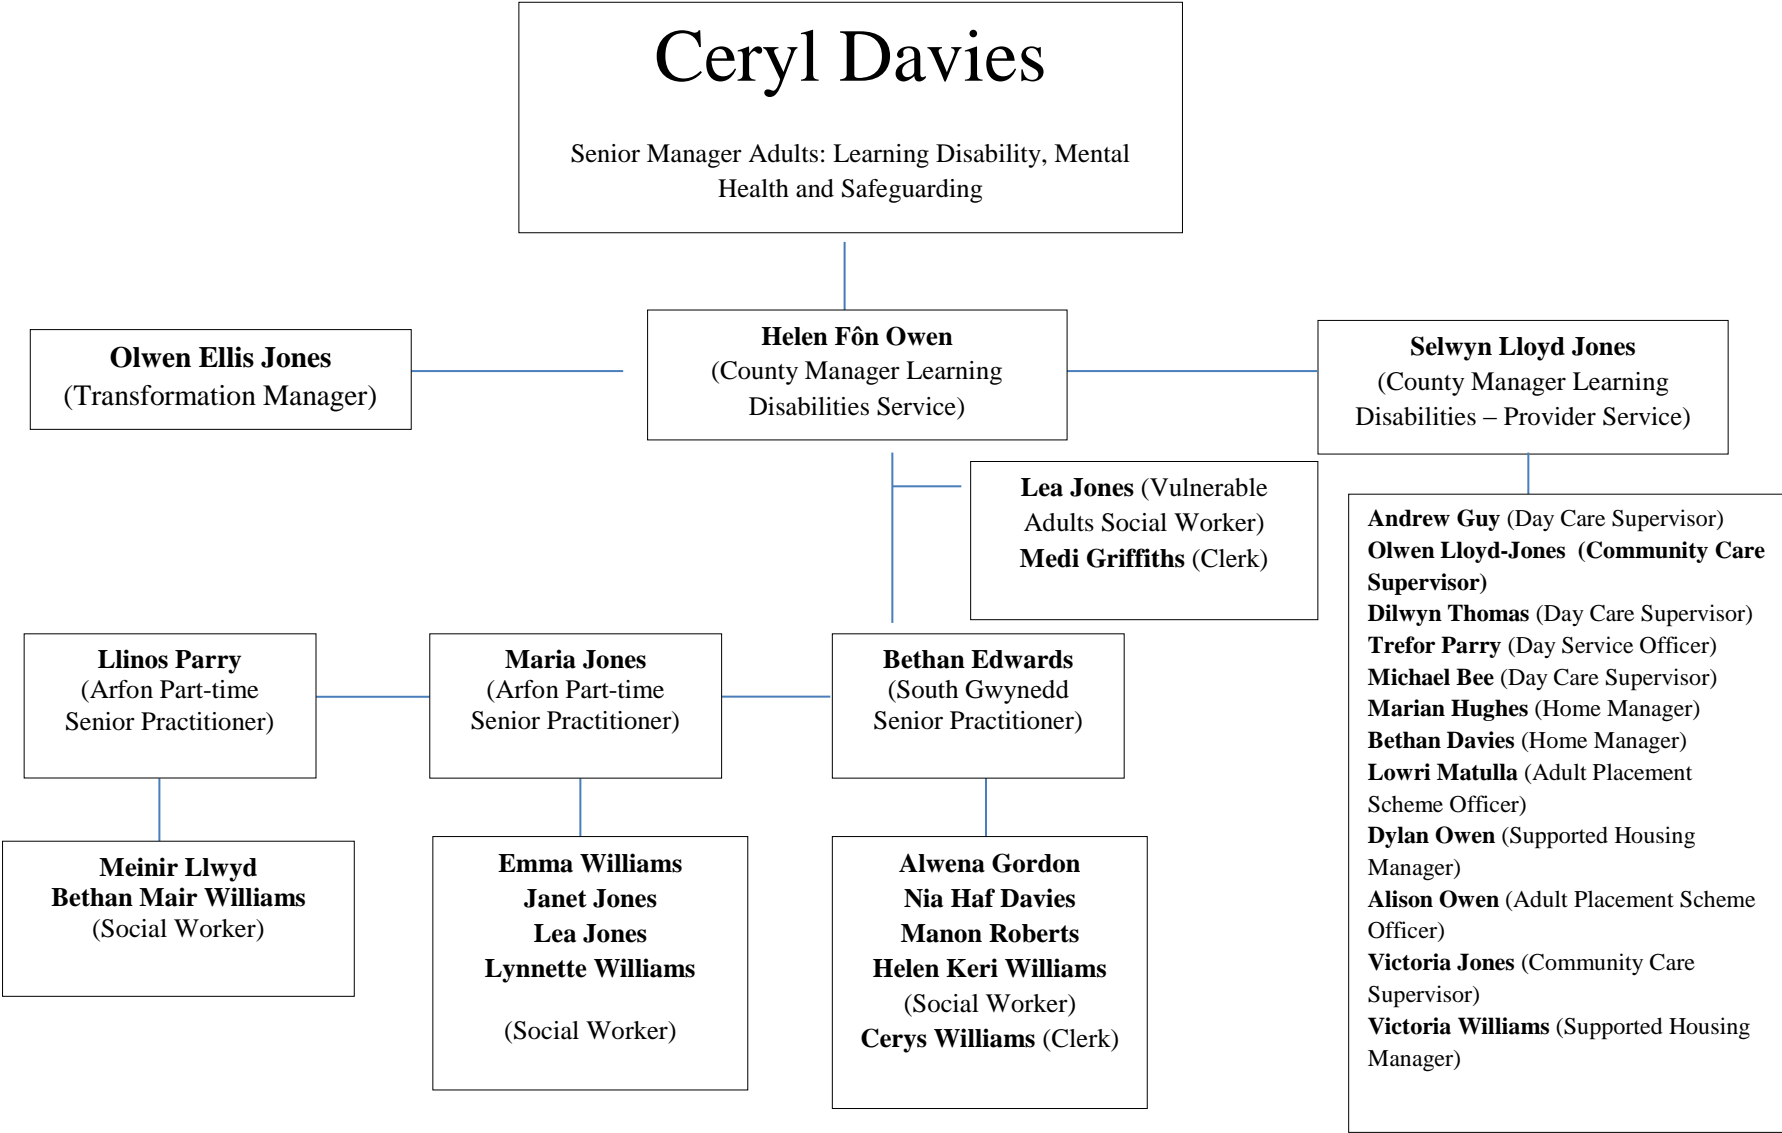 Ceryl Davies
Senior Manager Adults: Learning Disability, Mental
Health and Safeguarding
Olwen Ellis Jones
(Transformation Manager)
Helen Fôn Owen
(County Manager Learning
Disabilities Service)
Selwyn Lloyd Jones
(County Manager Learning
Disabilities – Provider Service)
Lea Jones (Vulnerable
Adults Social Worker)
Medi Griffiths (Clerk)
Andrew Guy (Day Care Supervisor)
Olwen Lloyd-Jones  (Community Care
Supervisor)
Dilwyn Thomas (Day Care Supervisor)
Trefor Parry (Day Service Officer)
Michael Bee (Day Care Supervisor)
Marian Hughes (Home Manager)
Bethan Davies (Home Manager)
Lowri Matulla (Adult Placement
Scheme Officer)
Dylan Owen (Supported Housing
Manager)
Alison Owen (Adult Placement Scheme
Officer)
Victoria Jones (Community Care
Supervisor)
Victoria Williams (Supported Housing
Manager)
Llinos Parry
(Arfon Part-time
Senior Practitioner)
Maria Jones
(Arfon Part-time
Senior Practitioner)
Bethan Edwards
(South Gwynedd
Senior Practitioner)
Meinir Llwyd
Bethan Mair Williams
(Social Worker)
Emma Williams
Janet Jones
Lea Jones
Lynnette Williams
(Social Worker)
Alwena Gordon
Nia Haf Davies
Manon Roberts
Helen Keri Williams
(Social Worker)
Cerys Williams (Clerk)